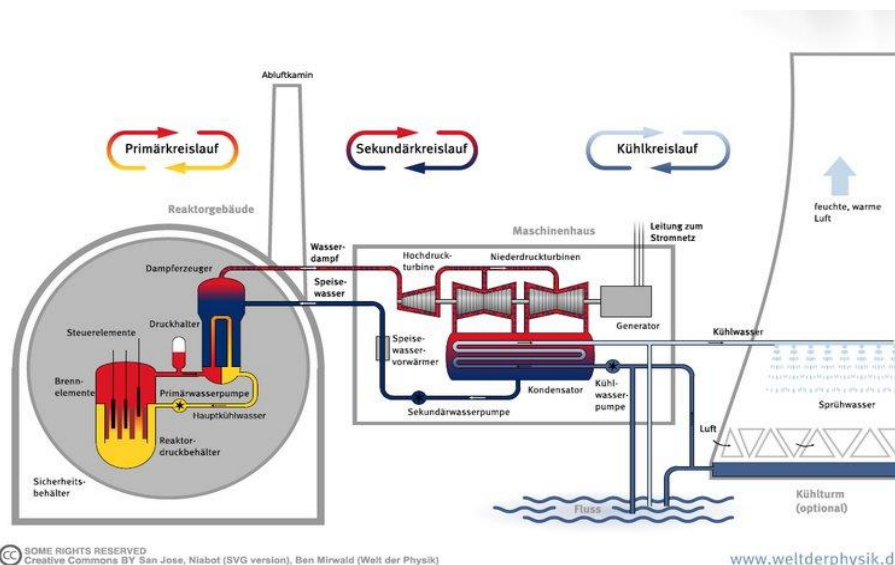 Abluftkamin
Primärkreislauf
Sekundärkreislauf
Kühlkreislauf
Reaktorgebäude
Maschinenhaus
Leitung zum
Stromnetz
feuchte, warme
Luft
Wasser-
dampf
Hochdruck-
turbine
Niederdruckturbinen
Dampferzeuger
Speise-
wasser
Steuerelemente
Druckhalter
Generator
Kühlwasser
Speise-
wasser-
vorwärmer
Brenn-
elemente
Primärwasserpumpe
Hauptkühlwasser
Kondensator
Kühl-
wasser-
pumpe
Sekundärwasserpumpe
Sprühwasser
Luft
Reaktor-
druckbehälter
Sicherheits-
behälter
Fluss
Kühlturm
(optional)
cc SOME RIGHTS RESERVED
Creative Commons BY San Jose, Niabot (SVG version), Ben Mirwald (Welt der Physik)
www.weltderphysik.d